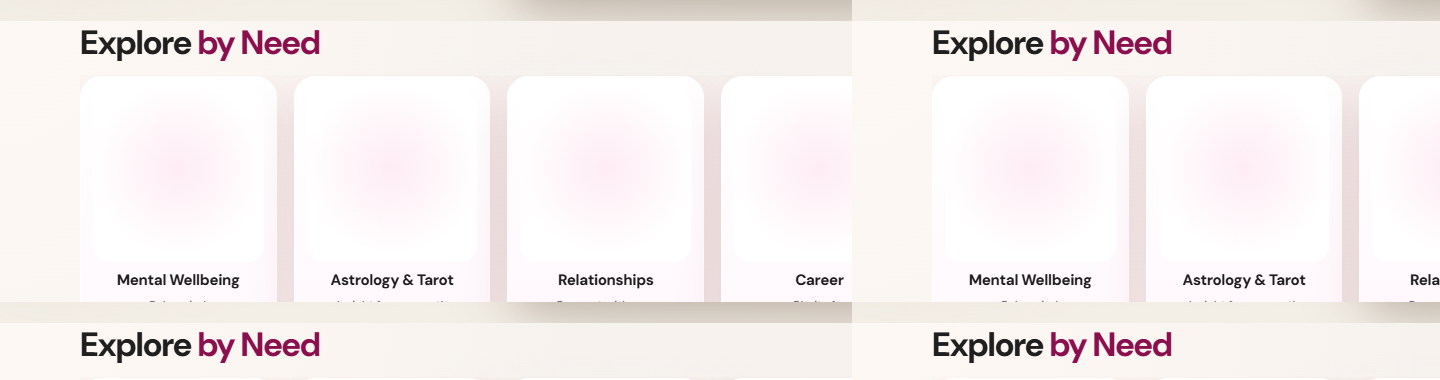 Explore by Need
Explore by Need
Mental Wellbeing
Astrology & Tarot
Relationships
Career
Mental Wellbeing
Astrology & Tarot
Rela
Explore by Need
Explore by Need